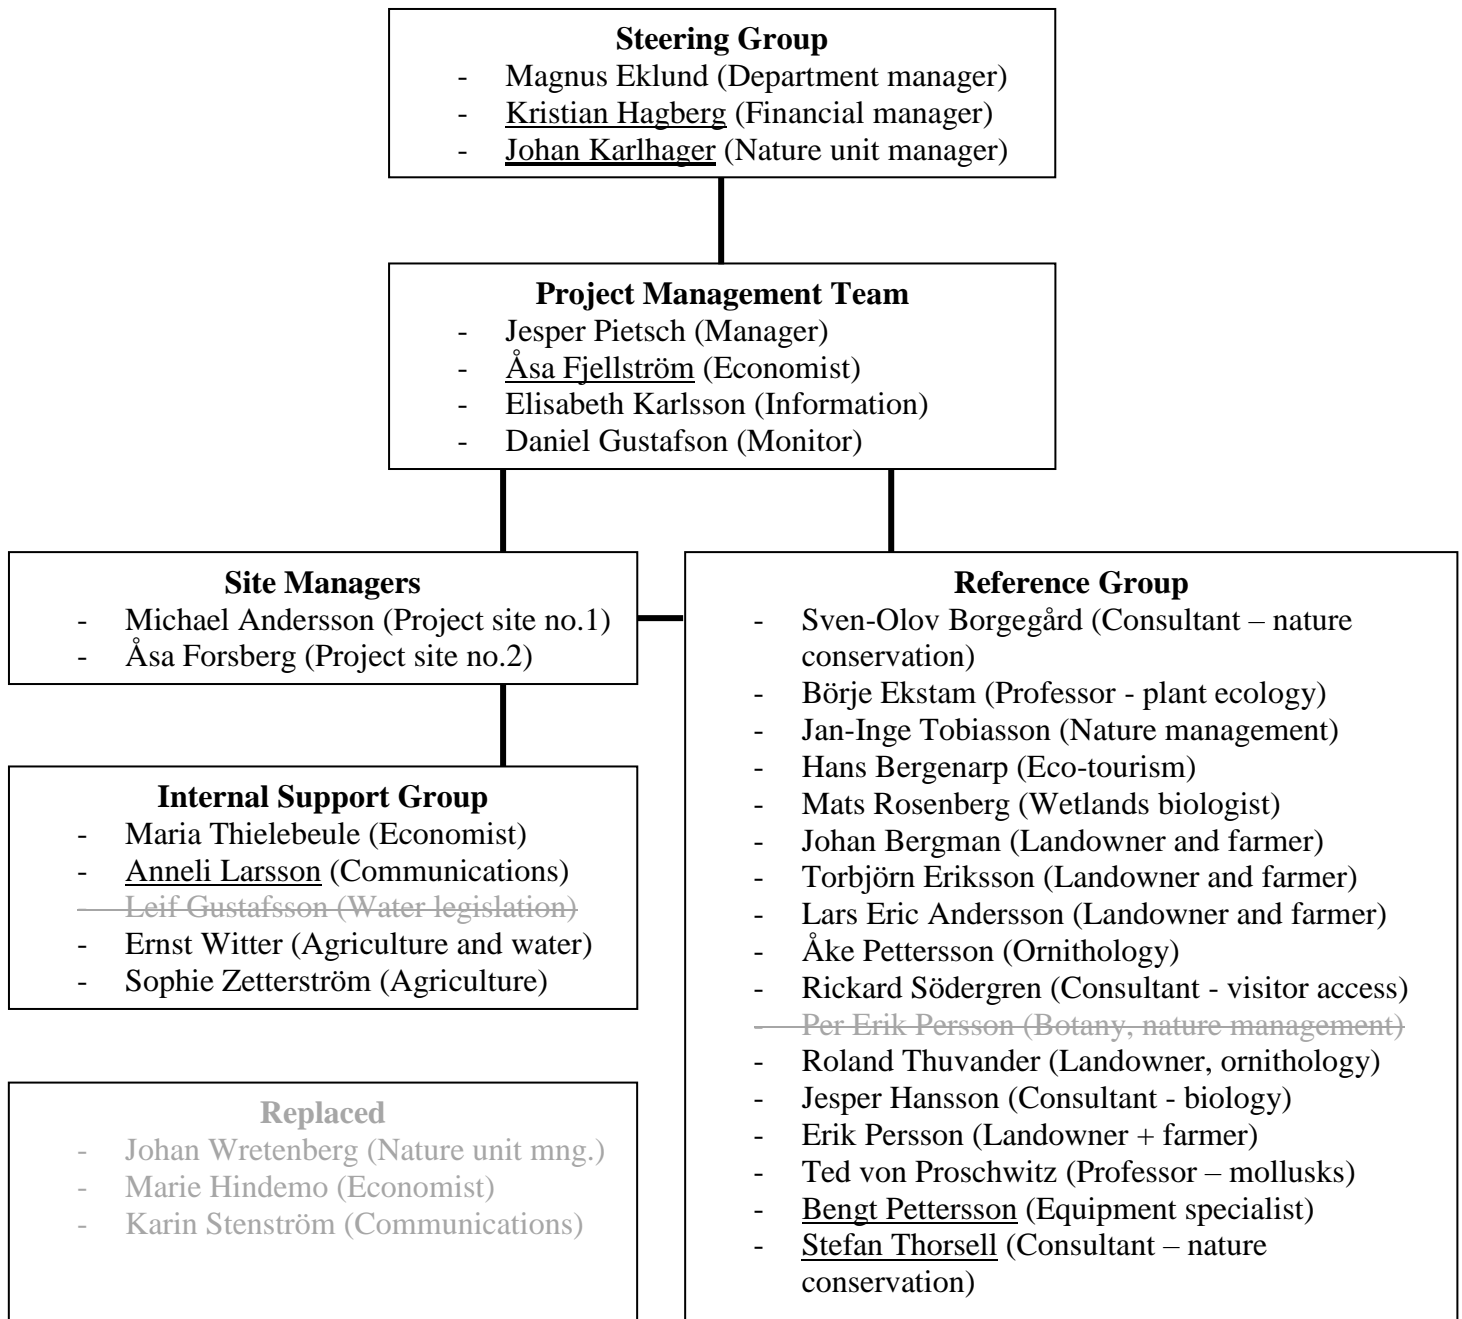 Steering Group
- Magnus Eklund (Department manager)
- Kristian Hagberg (Financial manager)
- Johan Karlhager (Nature unit manager)
Project Management Team
- Jesper Pietsch (Manager)
- Åsa Fjellström (Economist)
- Elisabeth Karlsson (Information)
- Daniel Gustafson (Monitor)
Site Managers
- Michael Andersson (Project site no.1)
- Åsa Forsberg (Project site no.2)
Internal Support Group
- Maria Thielebeule (Economist)
- Anneli Larsson (Communications)
- Leif Gustafsson (Water legislation)
- Ernst Witter (Agriculture and water)
- Sophie Zetterström (Agriculture)
Replaced
- Johan Wretenberg (Nature unit mng.)
- Marie Hindemo (Economist)
- Karin Stenström (Communications)
Reference Group
- Sven-Olov Borgegård (Consultant – nature
conservation)
- Börje Ekstam (Professor - plant ecology)
- Jan-Inge Tobiasson (Nature management)
- Hans Bergenarp (Eco-tourism)
- Mats Rosenberg (Wetlands biologist)
- Johan Bergman (Landowner and farmer)
- Torbjörn Eriksson (Landowner and farmer)
- Lars Eric Andersson (Landowner and farmer)
- Åke Pettersson (Ornithology)
- Rickard Södergren (Consultant - visitor access)
- Per Erik Persson (Botany, nature management)
- Roland Thuvander (Landowner, ornithology)
- Jesper Hansson (Consultant - biology)
- Erik Persson (Landowner + farmer)
- Ted von Proschwitz (Professor – mollusks)
- Bengt Pettersson (Equipment specialist)
- Stefan Thorsell (Consultant – nature
conservation)